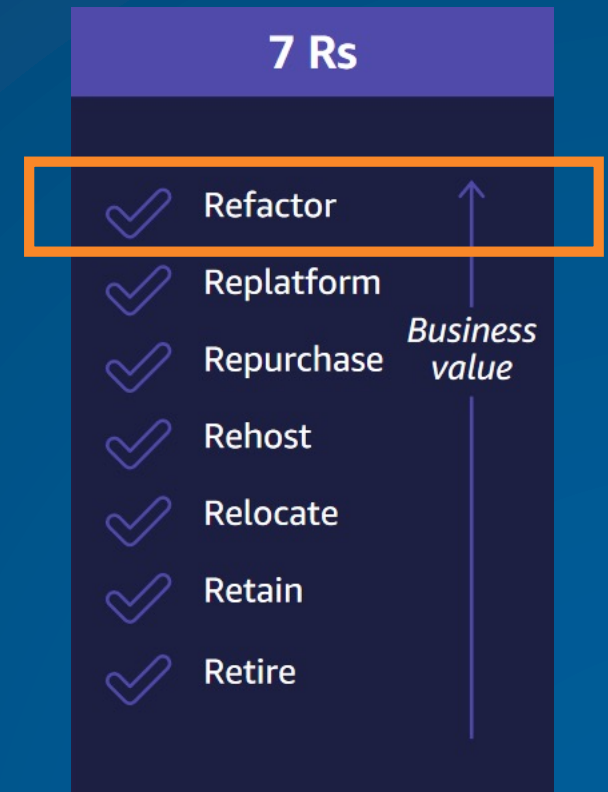 7 Rs
Refactor
Replatform
Repurchase
Rehost
Relocate
Retain
Retire
Business
value